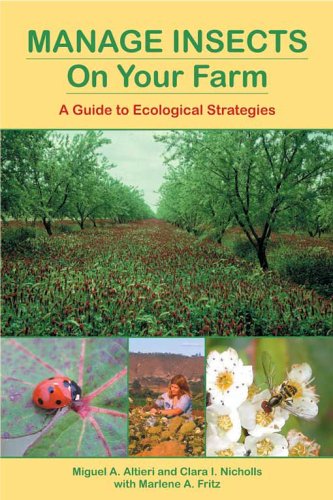 MANAGE INSECTS
On Your Farm
A Guide to Ecological Strategies
Miguel A. Altieri and Clara I. Nicholls
with Marlene A. Fritz